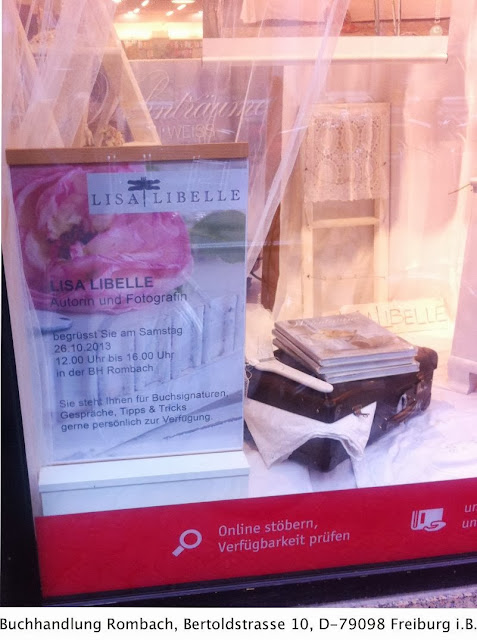 WEISS
LISA LIBELLE
LISA LIBELLE
Autorin und Fotografin
begrüsst Sie am Samstag
26.10.2013
12.00 Uhr bis 16.00 Uhr
in der BH Rombach
Sie steht Ihnen für Buchsignaturen,
Gespräche, Tipps & Tricks
gerne persönlich zur Verfügung.
LIBELLE
Online stöbern,
Verfügbarkeit prüfen
Buchhandlung Rombach, Bertoldstrasse 10, D-79098 Freiburg i.B.